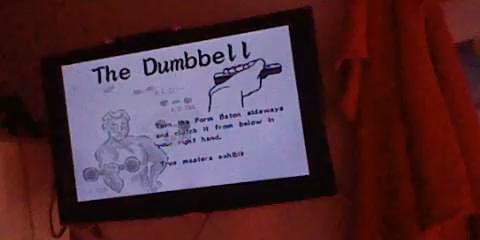 The Dumbbell
Turn the Form Baton sideways
and clutch it from below in
your right hand.
True masters exhibit